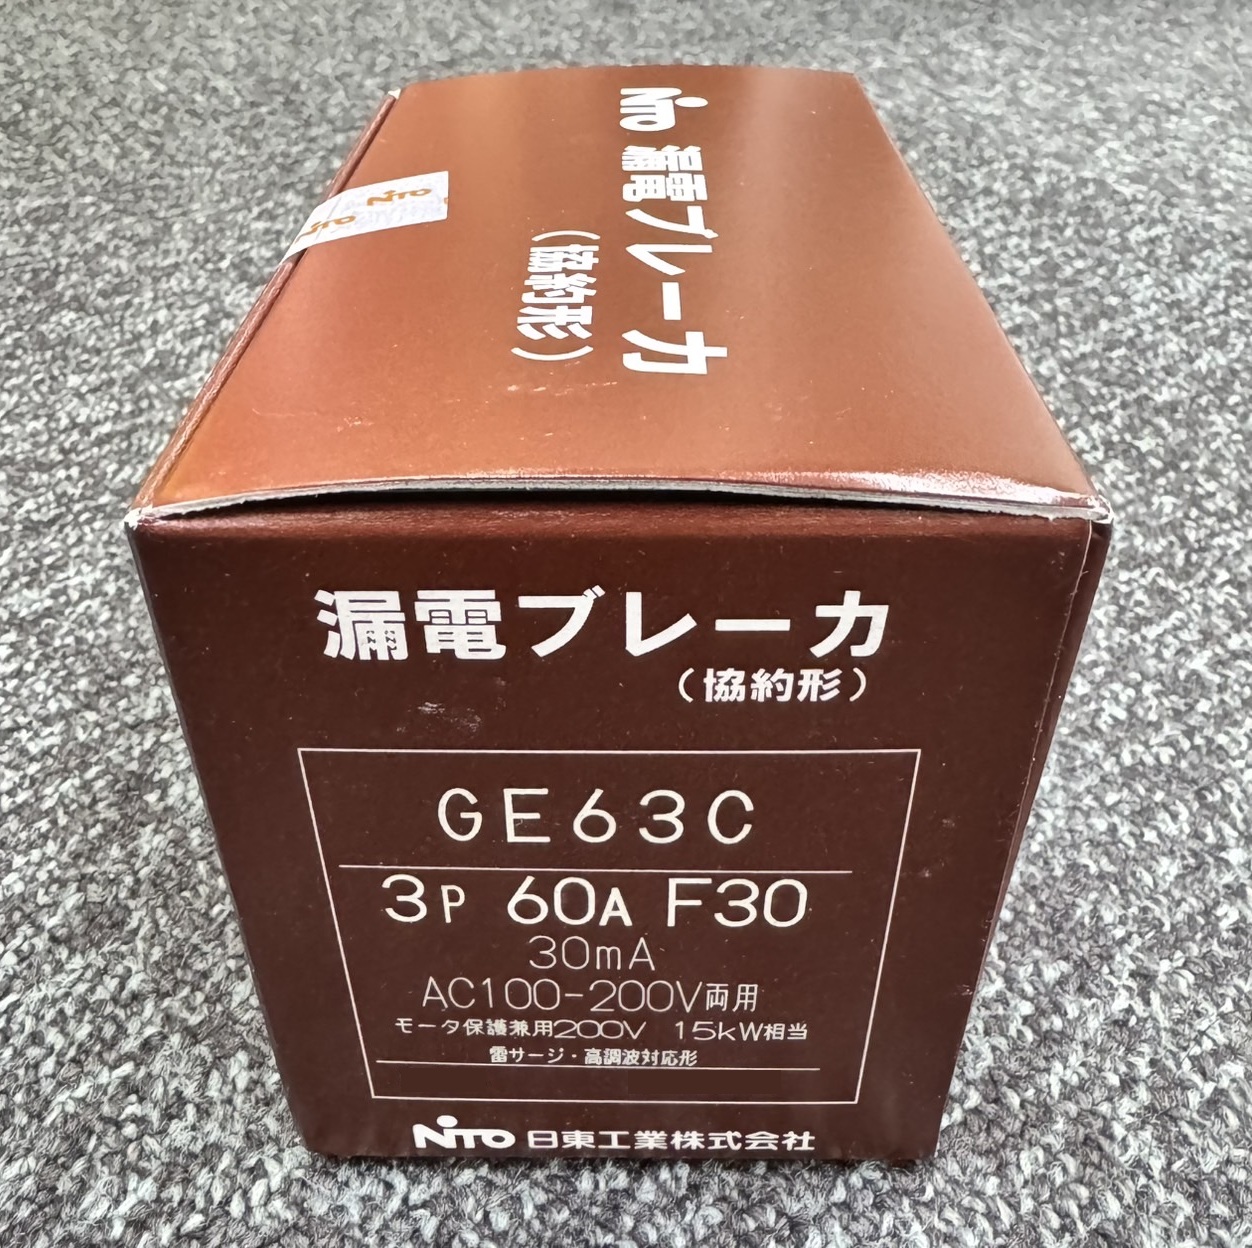 NITO 漏電ブレーカ
(協約形)
漏電ブレーカ
(協約形)
GE63C
3P 60A F30
30mA
AC100-200V両用
モータ保護兼用200V 15kW相当
雷サージ・高調波対応形
NITO 日東工業株式会社